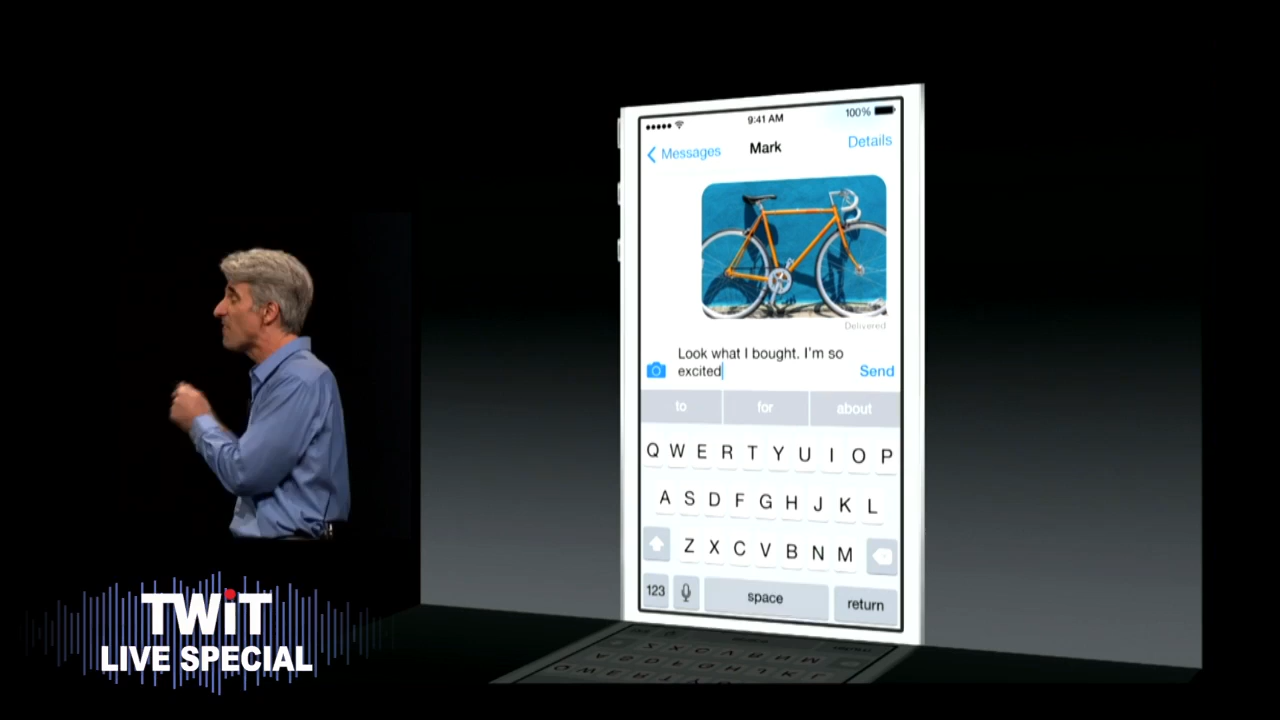 9:41 AM
100%
Messages
Mark
Details
Delivered
Look what I bought. I'm so
excited
Send
to for about
Q W E R T Y U I O P
A S D F G H J K L
Z X C V B N M
123
space
return
TWiT
LIVE SPECIAL